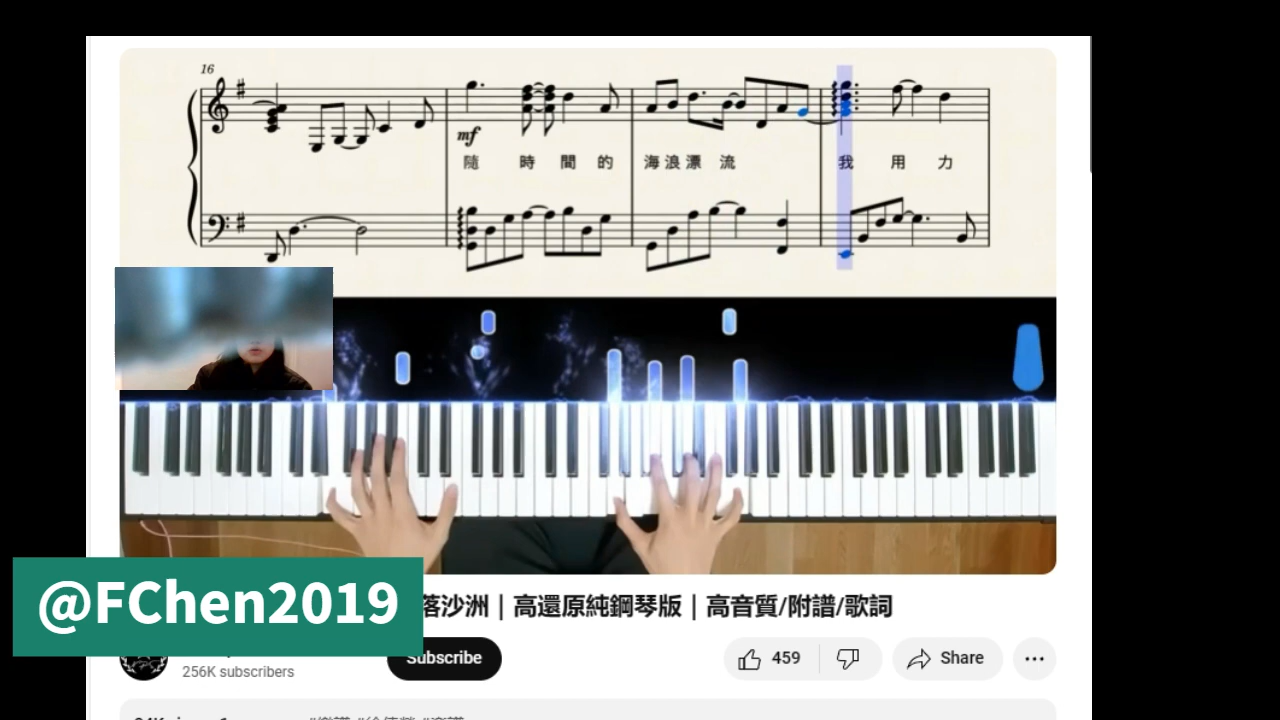 16
mf
隨 時 間 的 海 浪 漂 流 我 用 力
@FChen2019
落沙洲｜高還原純鋼琴版｜高音質/附譜/歌詞
256K subscribers
Subscribe
459
Share